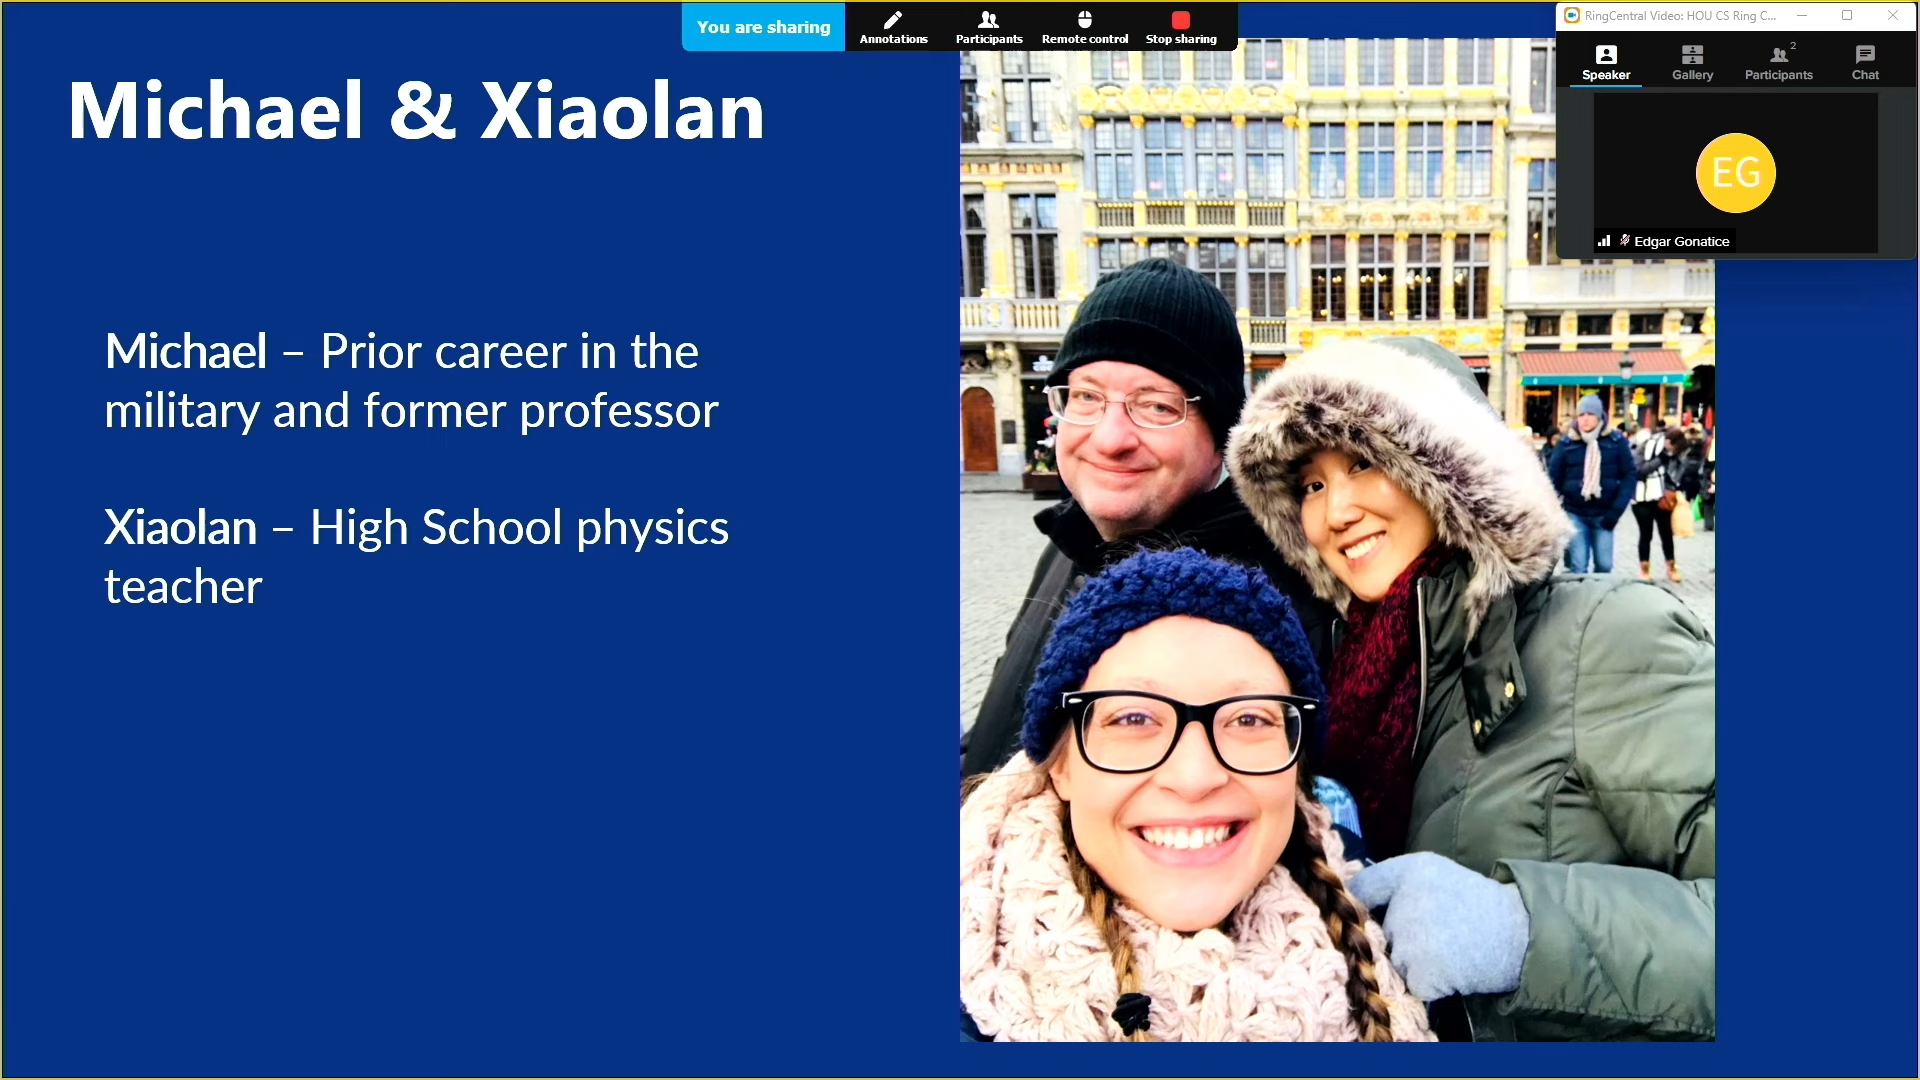 You are sharing
Annotations
Participants
Remote control
Stop sharing
RingCentral Video: HOU CS Ring C...
Speaker
Gallery
2
Participants
Chat
EG
Edgar Gonatice
Michael & Xiaolan
Michael – Prior career in the
military and former professor
Xiaolan – High School physics
teacher